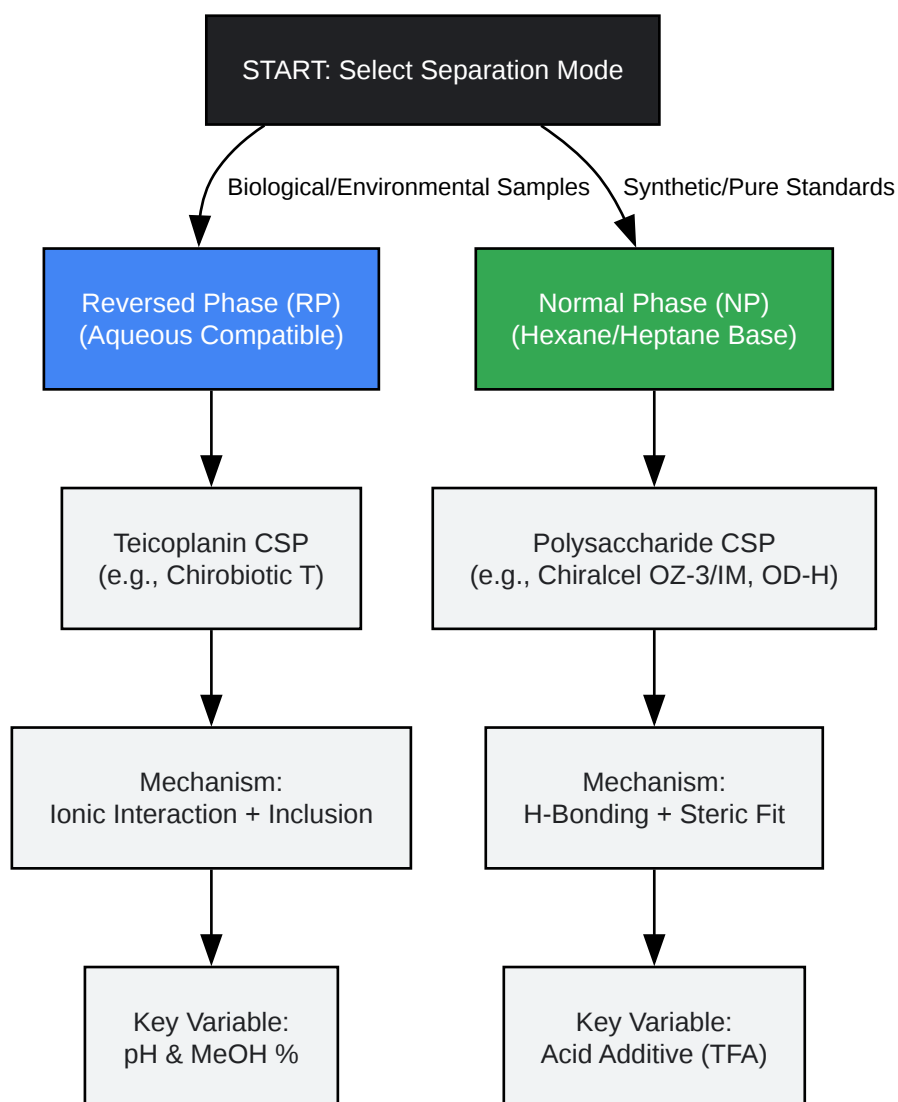 START: Select Separation Mode
Biological/Environmental Samples
Synthetic/Pure Standards
Reversed Phase (RP)
(Aqueous Compatible)
Normal Phase (NP)
(Hexane/Heptane Base)
Teicoplanin CSP
(e.g., Chirobiotic T)
Polysaccharide CSP
(e.g., Chiralcel OZ-3/IM, OD-H)
Mechanism:
Ionic Interaction + Inclusion
Mechanism:
H-Bonding + Steric Fit
Key Variable:
pH & MeOH %
Key Variable:
Acid Additive (TFA)